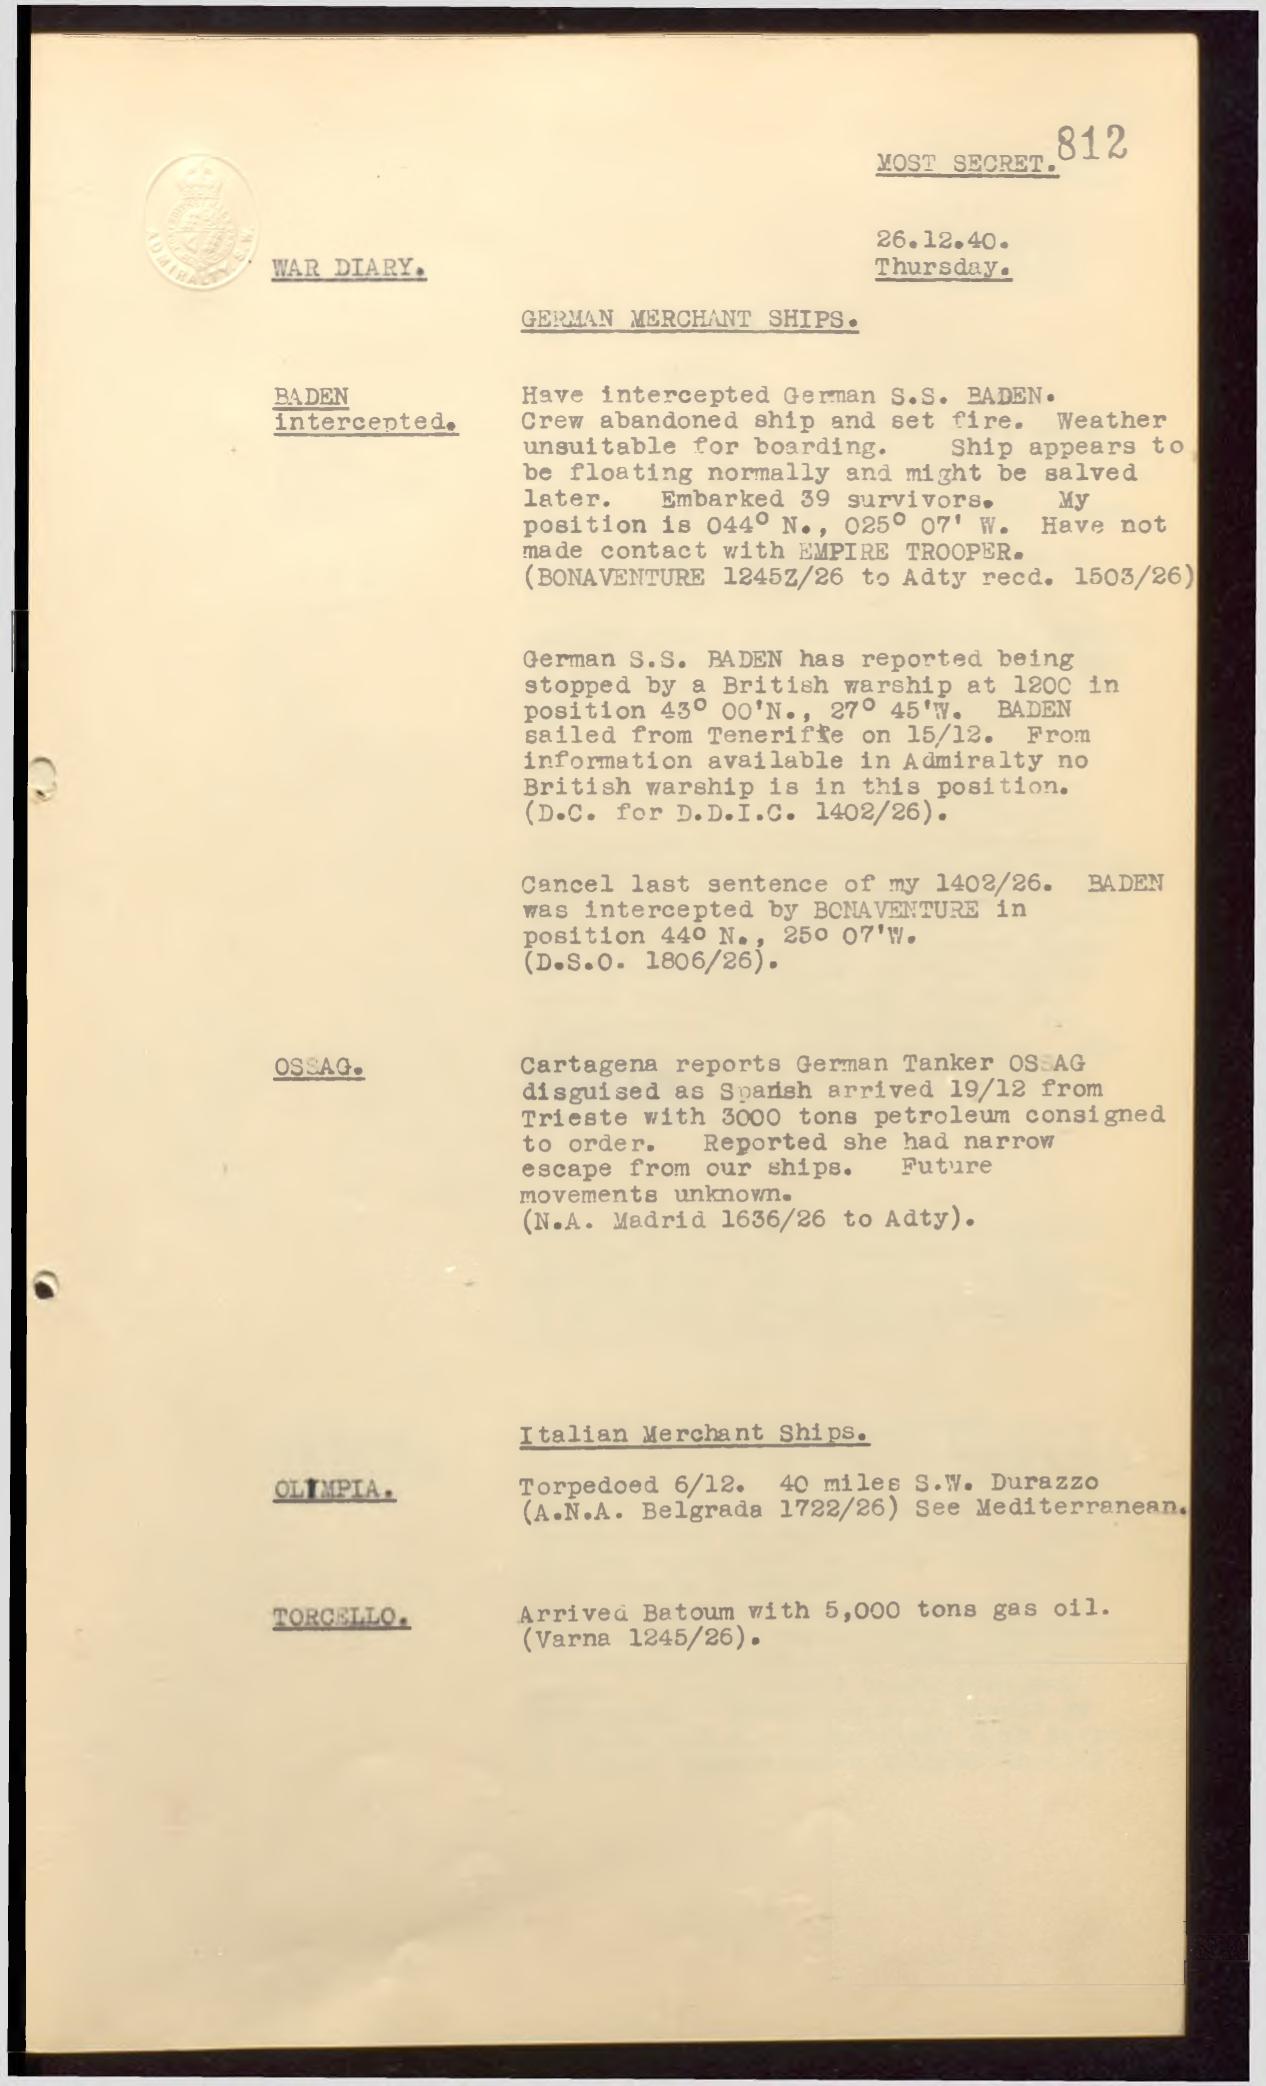 812
MOST SECRET.
ADMIRALTY S.W.
26.12.40.
WAR DIARY.
Thursday.
GERMAN MERCHANT SHIPS.
BADEN
intercepted.
Have intercepted German S.S. BADEN.
Crew abandoned ship and set fire. Weather
unsuitable for boarding. Ship appears to
be floating normally and might be salved
later. Embarked 39 survivors. My
position is 044° N., 025° 07' W. Have not
made contact with EMPIRE TROOPER.
(BONAVENTURE 1245Z/26 to Adty recd. 1503/26)
German S.S. BADEN has reported being
stopped by a British warship at 1200 in
position 43° 00'N., 27° 45'W. BADEN
sailed from Teneriffe on 15/12. From
information available in Admiralty no
British warship is in this position.
(D.C. for D.D.I.C. 1402/26).
Cancel last sentence of my 1402/26. BADEN
was intercepted by BONAVENTURE in
position 44o N., 25o 07'W.
(D.S.O. 1806/26).
OSSAG.
Cartagena reports German Tanker OSSAG
disguised as Spanish arrived 19/12 from
Trieste with 3000 tons petroleum consigned
to order. Reported she had narrow
escape from our ships. Future
movements unknown.
(N.A. Madrid 1636/26 to Adty).
Italian Merchant Ships.
OLIMPIA.
Torpedoed 6/12. 40 miles S.W. Durazzo
(A.N.A. Belgrada 1722/26) See Mediterranean.
TORCELLO.
Arrived Batoum with 5,000 tons gas oil.
(Varna 1245/26).